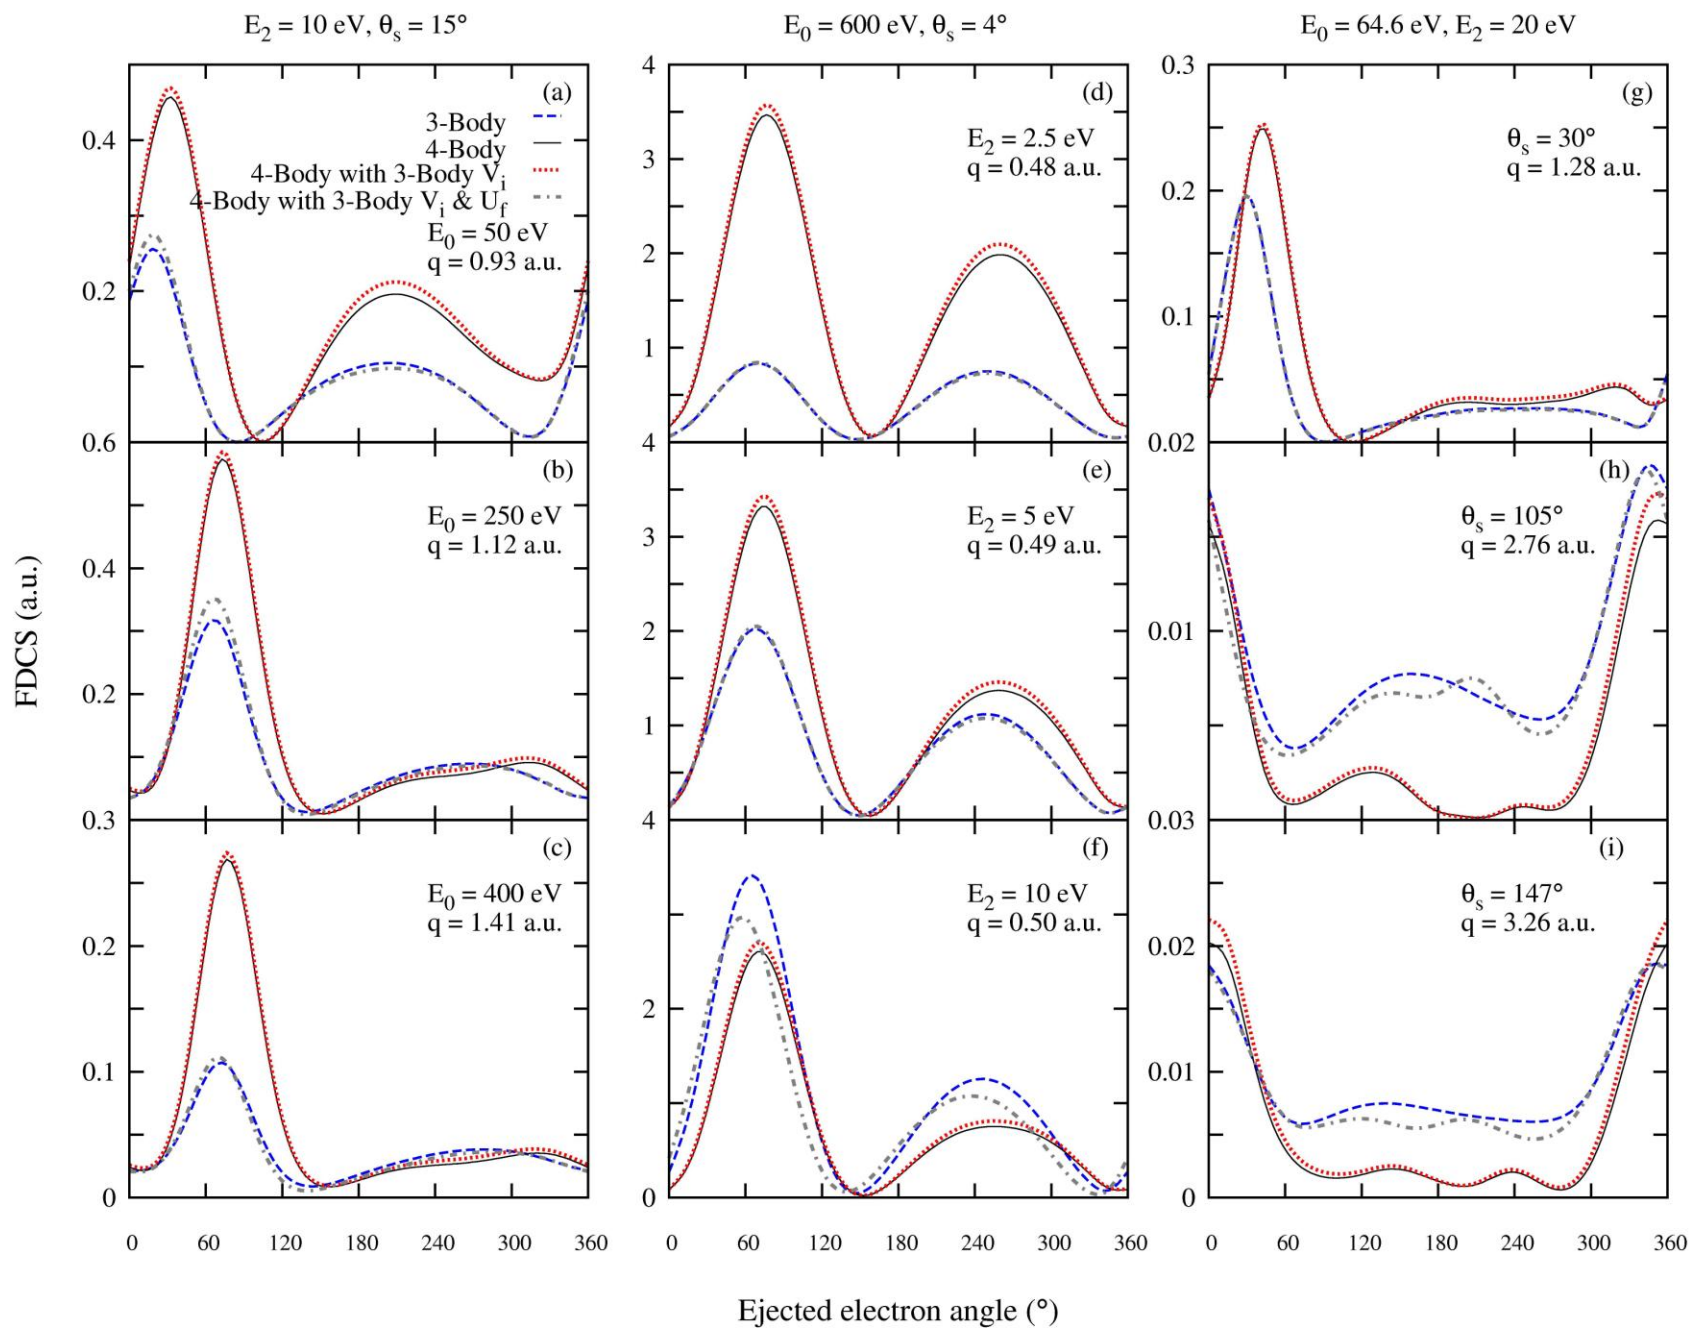 E₂ = 10 eV, θₛ = 15°
E₀ = 600 eV, θₛ = 4°
E₀ = 64.6 eV, E₂ = 20 eV
FDCS (a.u.)
(a)
3-Body
4-Body
4-Body with 3-Body Vᵢ
4-Body with 3-Body Vᵢ & U_f
E₀ = 50 eV
q = 0.93 a.u.
0.4
0.2
0.6
(b)
E₀ = 250 eV
q = 1.12 a.u.
0.4
0.2
0.3
(c)
E₀ = 400 eV
q = 1.41 a.u.
0.2
0.1
0
0 60 120 180 240 300 360
4
(d)
E₂ = 2.5 eV
q = 0.48 a.u.
3
2
1
4
(e)
E₂ = 5 eV
q = 0.49 a.u.
3
2
1
4
(f)
E₂ = 10 eV
q = 0.50 a.u.
2
0
0 60 120 180 240 300 360
0.3
(g)
θₛ = 30°
q = 1.28 a.u.
0.2
0.1
0.02
(h)
θₛ = 105°
q = 2.76 a.u.
0.01
0.03
(i)
θₛ = 147°
q = 3.26 a.u.
0.02
0.01
0
0 60 120 180 240 300 360
Ejected electron angle (°)